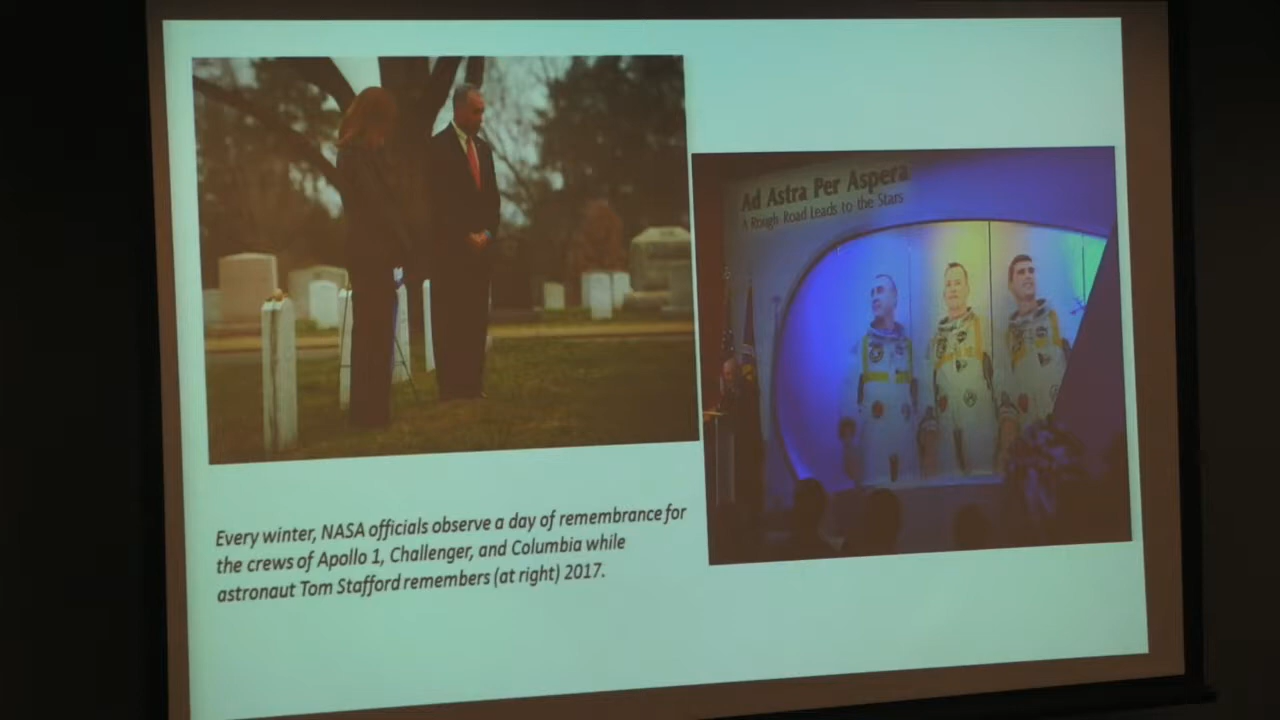 Ad Astra Per Aspera
A Rough Road Leads to the Stars
Every winter, NASA officials observe a day of remembrance for
the crews of Apollo 1, Challenger, and Columbia while
astronaut Tom Stafford remembers (at right) 2017.